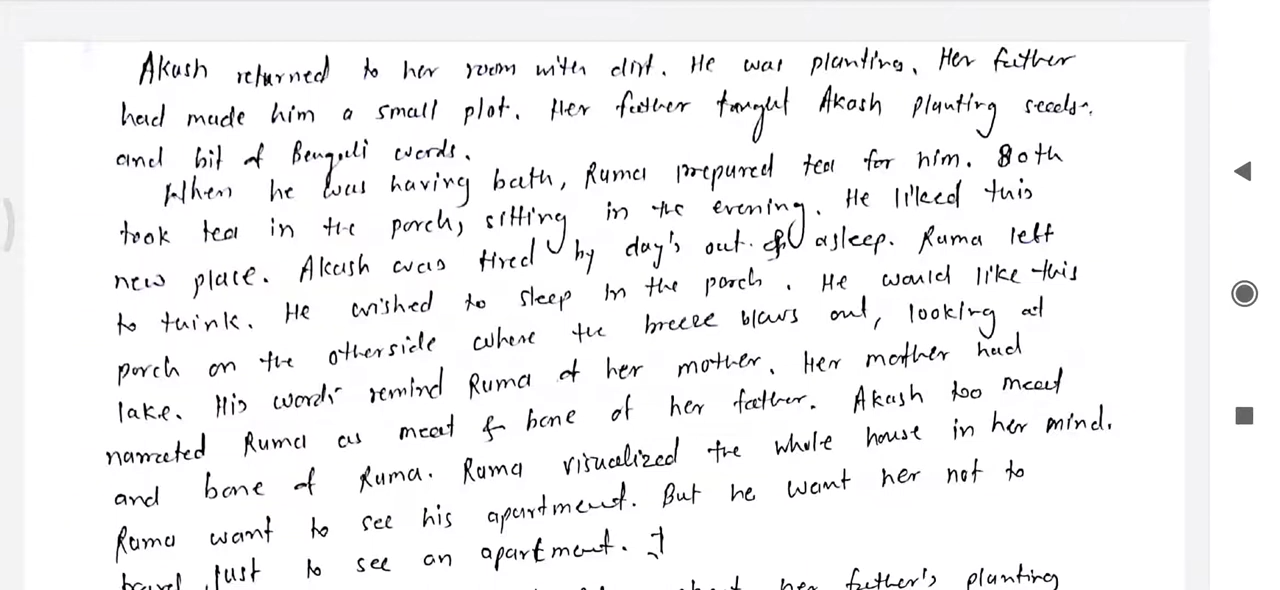 Akash returned to her room with dirt. He was planting. Her father
had made him a small plot. Her father taught Akash planting seeds.
and bit of Bengali words.
When he was having bath, Ruma prepared tea for him. Both
took tea in the porch, sitting in the evening. He liked this
new place. Akash was tired by day's out. & asleep. Ruma left
to think. He wished to sleep in the porch. He would like this
porch on the otherside where the breeze blows out, looking at
lake. His words remind Ruma of her mother. Her mother had
narrated Ruma as meat & bone of her father. Akash too meat
and bone of Ruma. Ruma visualized the whole house in her mind.
Ruma want to see his apartment. But he want her not to
travel just to see an apartment.
her father's planting